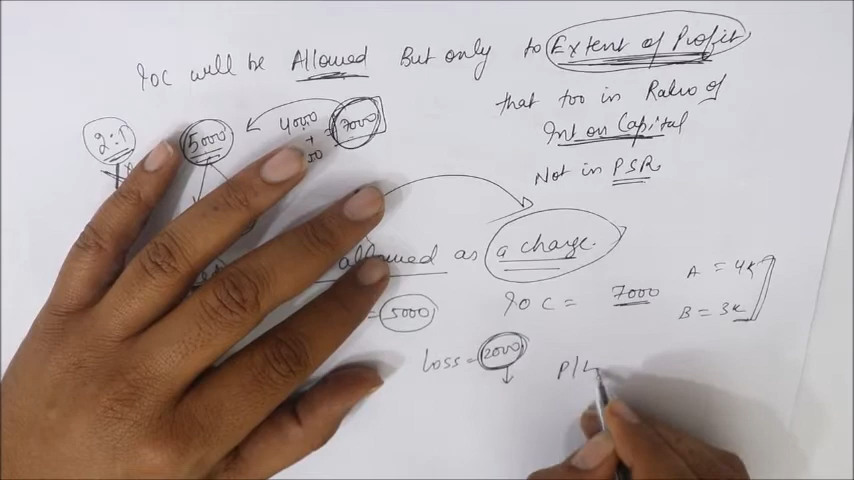 IOC will be Allowed But only to Extent of Profit
that too in Ratio of
Int on Capital
Not in PSR
2:1
5000
4000
+
= 7000
allowed as a charge.
= 5000
IOC = 7000
A = 4k
B = 3k
Loss - 2000
P/L